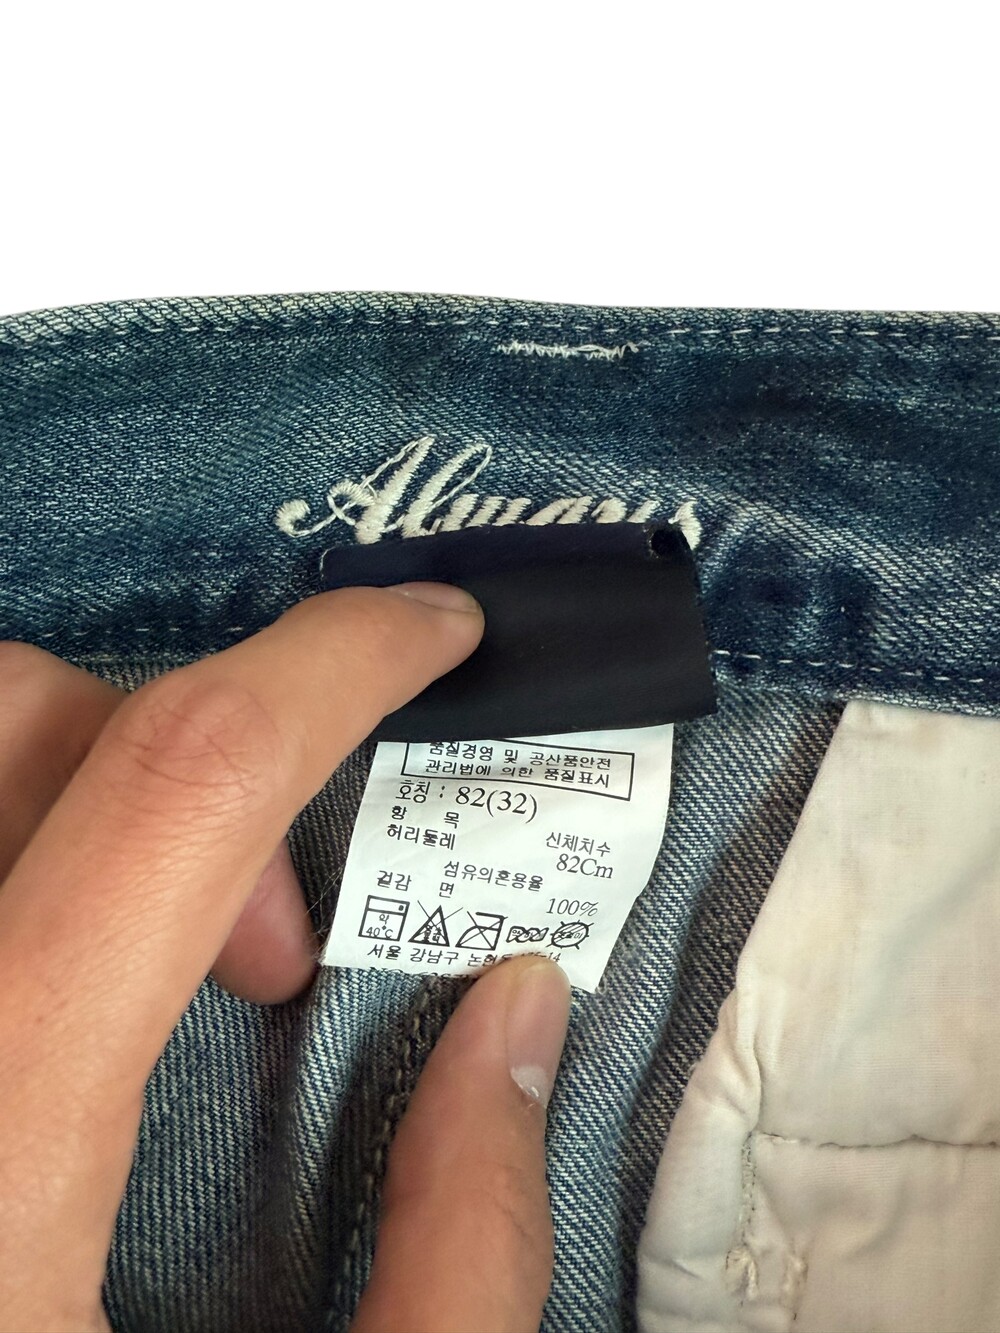 Always
품질경영 및 공산품안전
관리법에 의한 품질표시
호칭 : 82(32)
항 목
허리둘레 신체치수
82Cm
섬유의혼용율
겉감 면
100%
약
40°C
서울 강남구